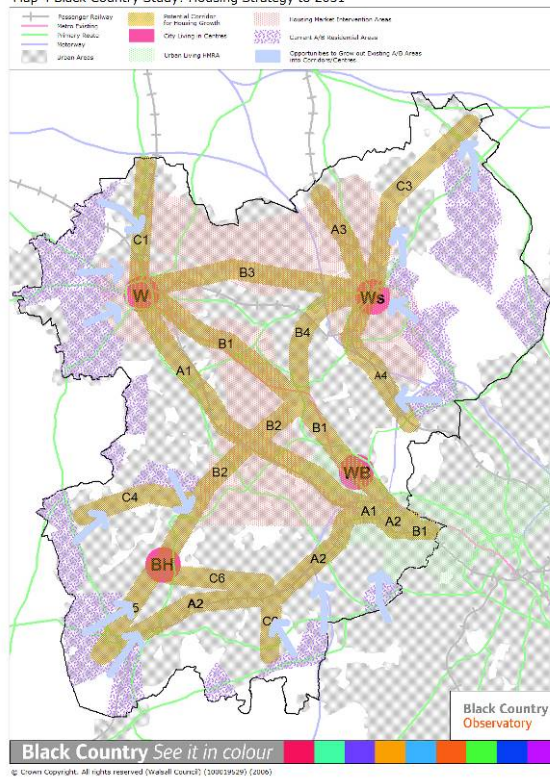 Map 4 Black Country Study: Housing Strategy to 2031
Passenger Railway
Metro Existing
Primary Route
Motorway
Urban Areas
Potential Corridor
for Housing Growth
City Living in Centres
Urban Living HMRA
Housing Market Intervention Areas
Current A/B Residential Areas
Opportunities to Grow out Existing A/B Areas
into Corridors/Centres
C3
A3
C1
B3
W
Ws
B4
B1
A1
A4
B2
B1
B2
WB
C4
A1
A2
B1
BH
A2
C6
A2
Black Country
Observatory
Black Country See it in colour
© Crown Copyright. All rights reserved (Walsall Council) (100019529) (2006)